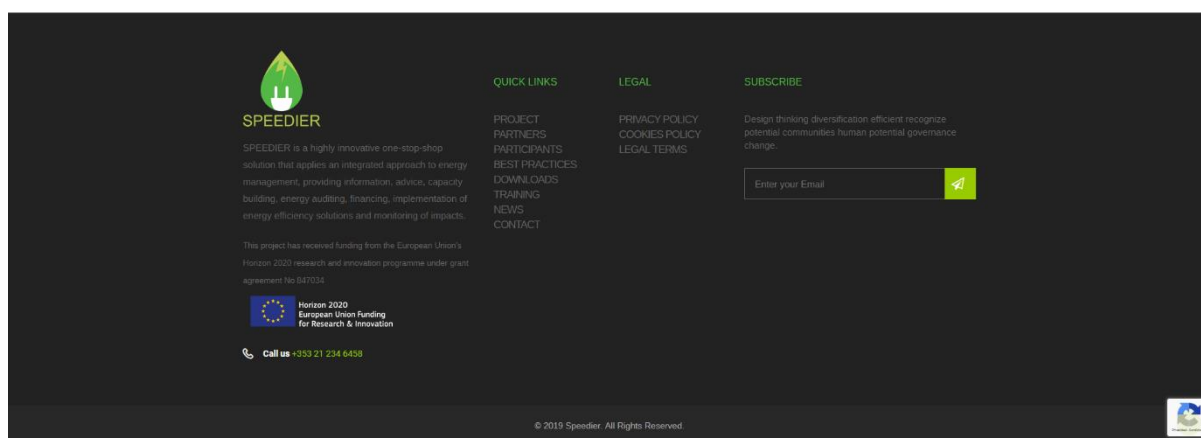 SPEEDIER
SPEEDIER is a highly innovative one-stop-shop
solution that applies an integrated approach to energy
management, providing information, advice, capacity
building, energy auditing, financing, implementation of
energy efficiency solutions and monitoring of impacts.
This project has received funding from the European Union's
Horizon 2020 research and innovation programme under grant
agreement No 847034
Horizon 2020
European Union Funding
for Research & Innovation
Call us +353 21 234 6458
QUICK LINKS
PROJECT
PARTNERS
PARTICIPANTS
BEST PRACTICES
DOWNLOADS
TRAINING
NEWS
CONTACT
LEGAL
PRIVACY POLICY
COOKIES POLICY
LEGAL TERMS
SUBSCRIBE
Design thinking diversification efficient recognize
potential communities human potential governance
change.
Enter your Email
© 2019 Speedier. All Rights Reserved.